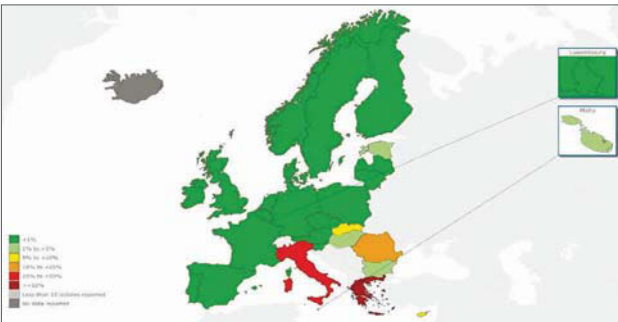 Luxembourg
Malta
<1%
1% to <5%
5% to <10%
10% to <25%
25% to <50%
>=50%
Less than 10 isolates reported
No data reported